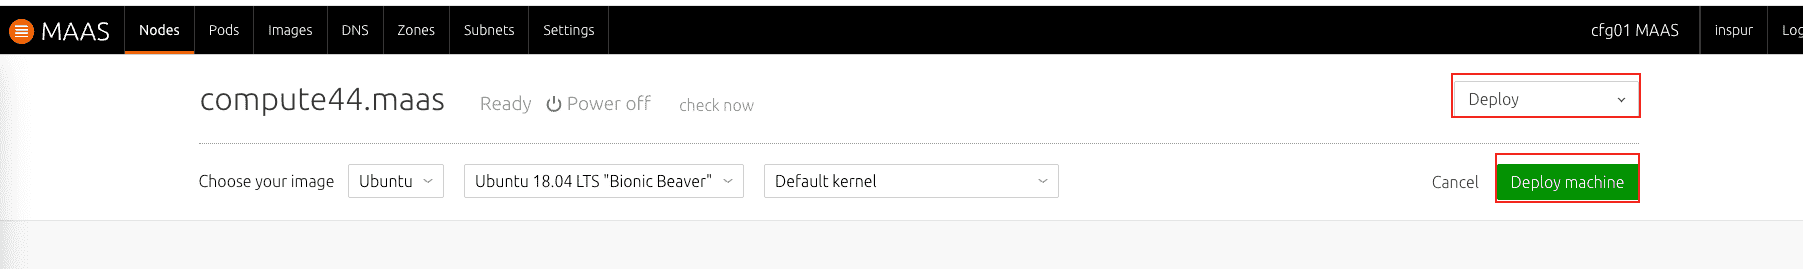 MAAS Nodes Pods Images DNS Zones Subnets Settings cfg01 MAAS inspur
compute44.maas Ready Power off check now Deploy
Choose your image Ubuntu Ubuntu 18.04 LTS "Bionic Beaver" Default kernel Cancel Deploy machine